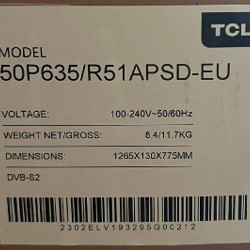 TCL
MODEL
50P635/R51APSD-EU
VOLTAGE: 100-240V~50/60Hz
WEIGHT NET/GROSS: 8.4/11.7KG
DIMENSIONS: 1265X130X775MM
DVB-S2
2302ELV193295G00212